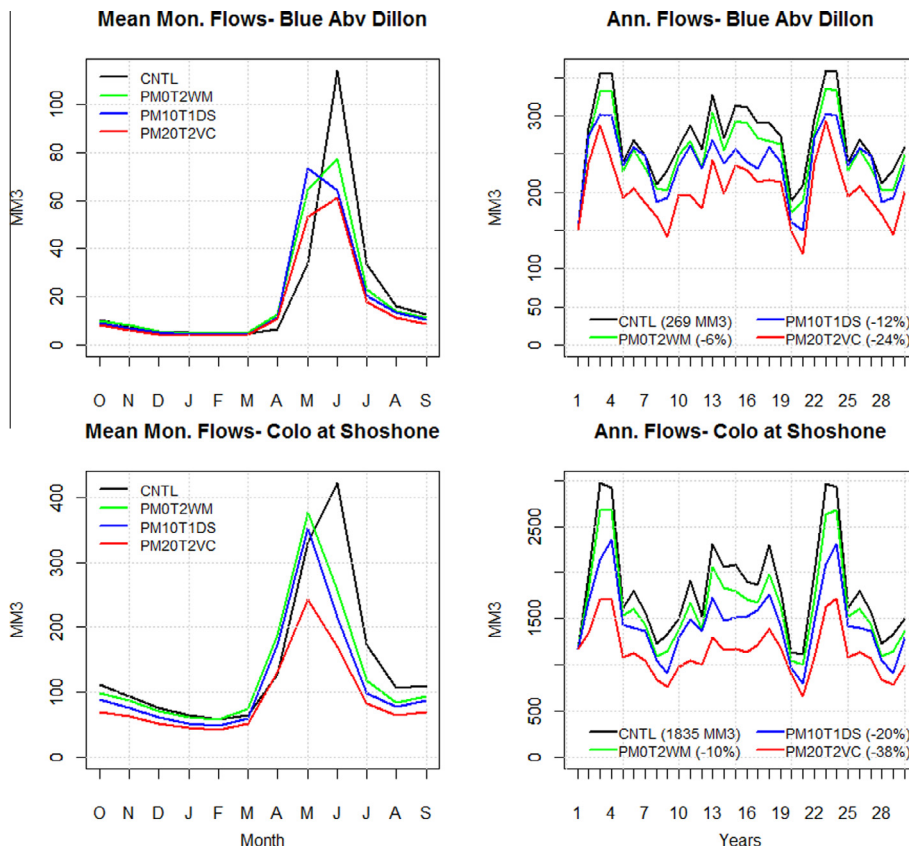 Mean Mon. Flows- Blue Abv Dillon
MM3
0 20 40 60 80 100
CNTL
PM0T2WM
PM10T1DS
PM20T2VC
O N D J F M A M J J A S
Ann. Flows- Blue Abv Dillon
MM3
0 50 100 200 300
CNTL (269 MM3) PM10T1DS (-12%)
PM0T2WM (-6%) PM20T2VC (-24%)
1 4 7 10 13 16 19 22 25 28
Mean Mon. Flows- Colo at Shoshone
MM3
0 100 200 300 400
CNTL
PM0T2WM
PM10T1DS
PM20T2VC
O N D J F M A M J J A S
Month
Ann. Flows- Colo at Shoshone
MM3
0 500 1500 2500
CNTL (1835 MM3) PM10T1DS (-20%)
PM0T2WM (-10%) PM20T2VC (-38%)
1 4 7 10 13 16 19 22 25 28
Years